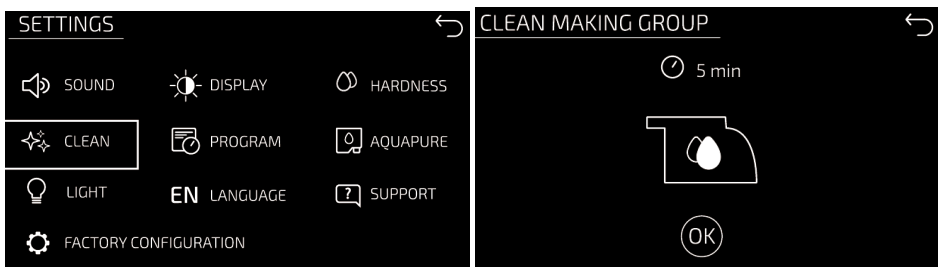 SETTINGS
SOUND
DISPLAY
HARDNESS
CLEAN
PROGRAM
AQUAPURE
LIGHT
EN LANGUAGE
? SUPPORT
FACTORY CONFIGURATION
CLEAN MAKING GROUP
5 min
OK